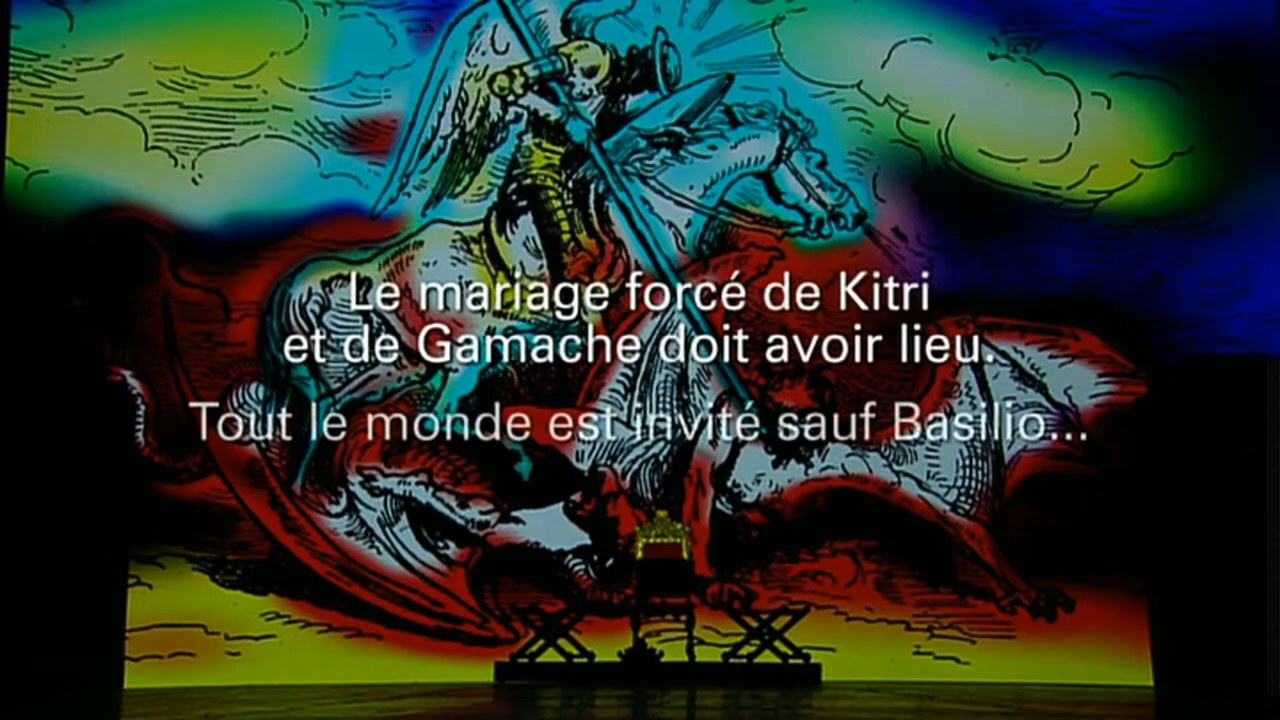 Le mariage forcé de Kitri
et de Gamache doit avoir lieu.
Tout le monde est invité sauf Basilio...